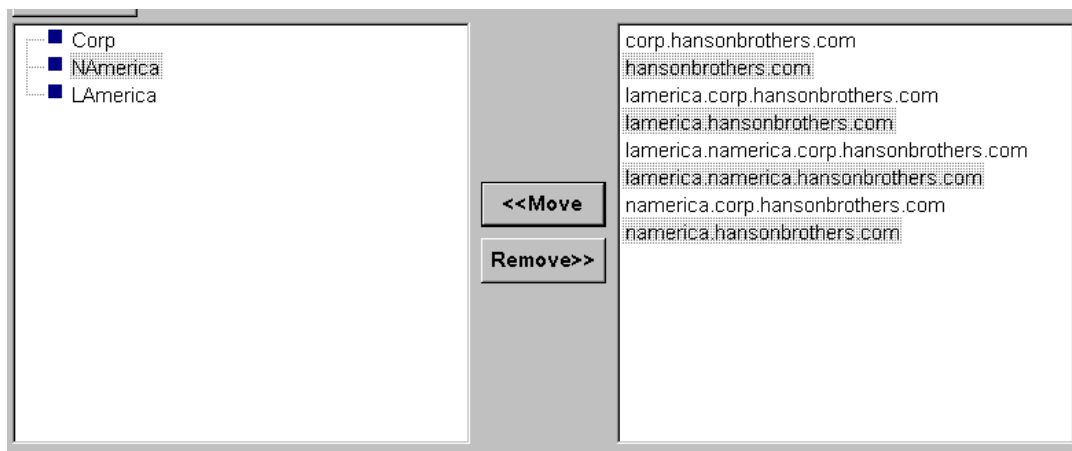 Corp
NAmerica
LAmerica
<<Move
Remove>>
corp.hansonbrothers.com
hansonbrothers.com
lamerica.corp.hansonbrothers.com
lamerica.hansonbrothers.com
lamerica.namerica.corp.hansonbrothers.com
lamerica.namerica.hansonbrothers.com
namerica.corp.hansonbrothers.com
namerica.hansonbrothers.com